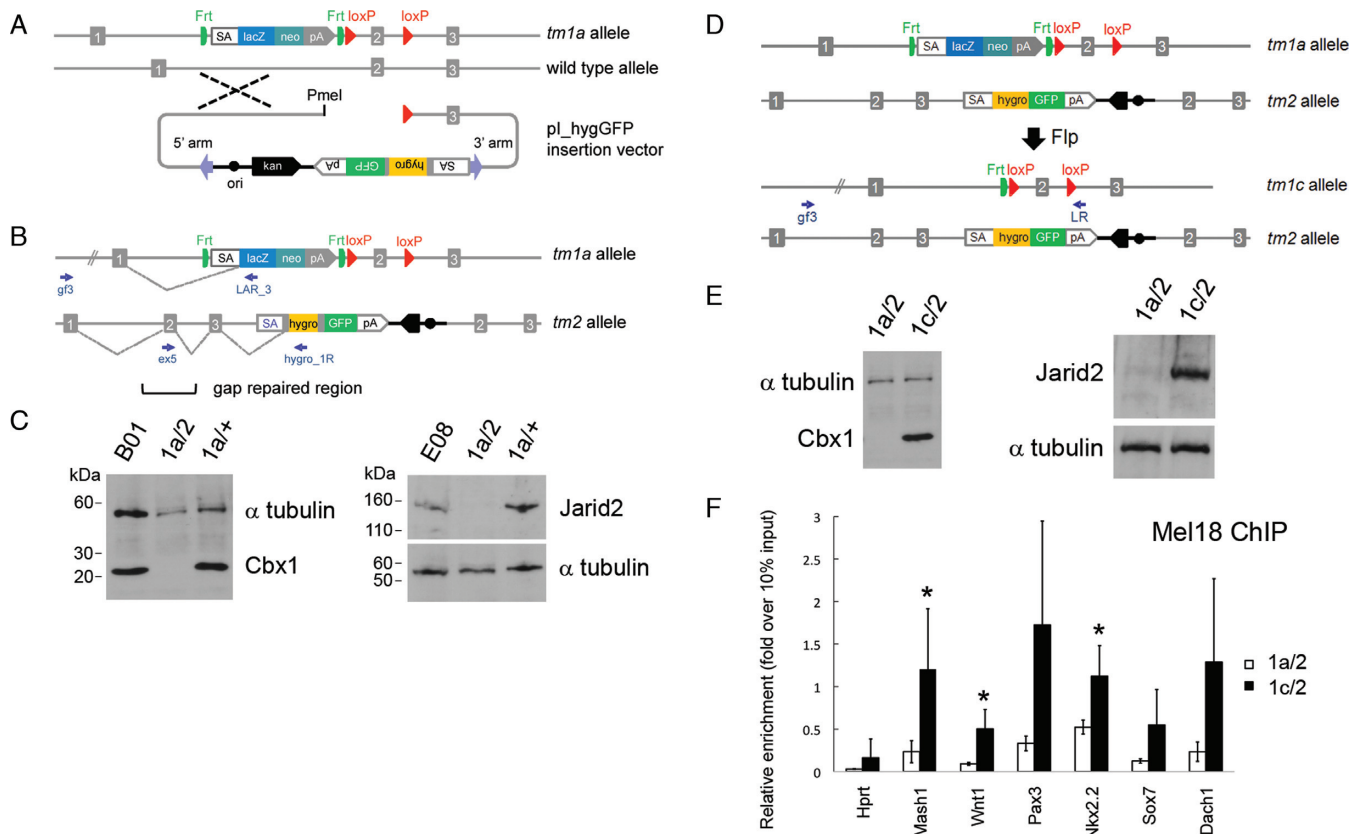 A
Frt Frt loxP loxP
1 SA lacZ neo pA 2 3 tm1a allele
1 2 3 wild type allele
PmeI
3
5' arm 3' arm
pI_hygGFP
insertion vector
kan pA GFP hygro SA
ori
B
Frt Frt loxP loxP
1 SA lacZ neo pA 2 3 tm1a allele
gf3 LAR_3
1 2 3 SA hygro GFP pA 2 3 tm2 allele
ex5 hygro_1R
gap repaired region
C
B01 1a/2 1a/+
kDa
60
30
20
α tubulin
Cbx1
E08 1a/2 1a/+
kDa
160
110
60
50
Jarid2
α tubulin
D
Frt Frt loxP loxP
1 SA lacZ neo pA 2 3 tm1a allele
1 2 3 SA hygro GFP pA 2 3 tm2 allele
Flp
Frt loxP loxP
1 2 3 tm1c allele
gf3 LR
1 2 3 SA hygro GFP pA 2 3 tm2 allele
E
1a/2 1c/2
α tubulin
Cbx1
1a/2 1c/2
Jarid2
α tubulin
F
Mel18 ChIP
Relative enrichment (fold over 10% input)
3
2.5
2
1.5
1
0.5
0
* * *
1a/2
1c/2
Hprt Mash1 Wnt1 Pax3 Nkx2.2 Sox7 Dach1